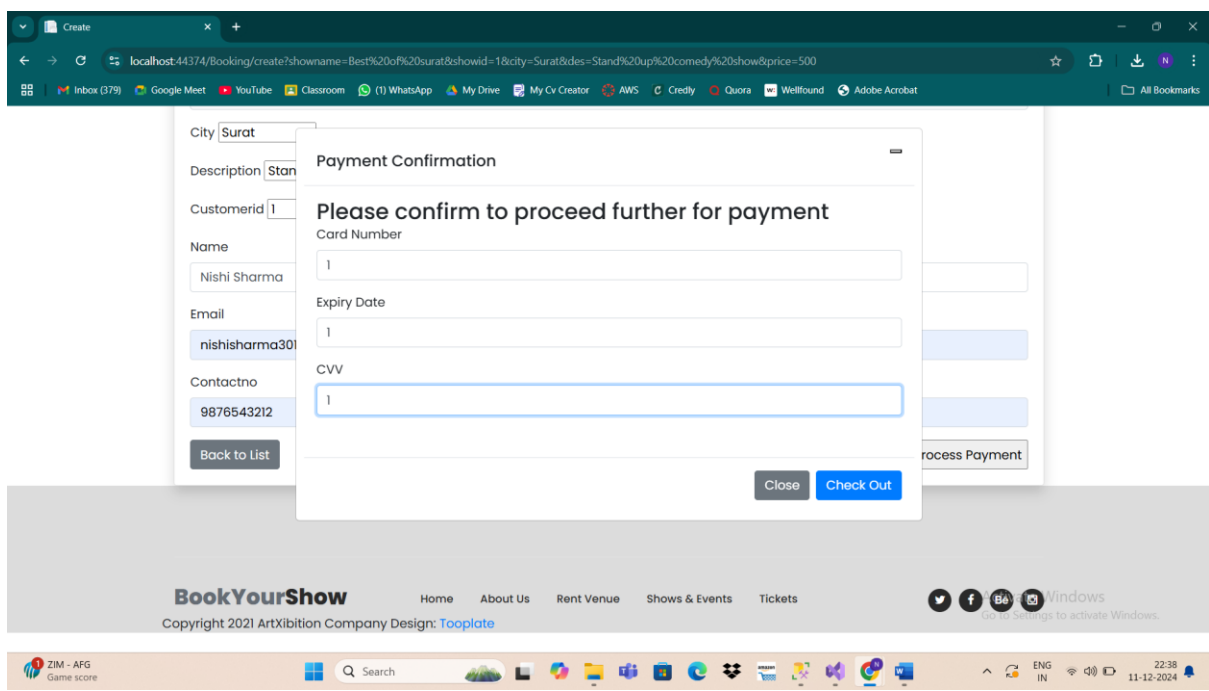 Create
localhost:44374/Booking/create?showname=Best%20of%20surat&showid=1&city=Surat&des=Stand%20up%20comedy%20show&price=500
N
Inbox (379) Google Meet YouTube Classroom (1) WhatsApp My Drive My Cv Creator AWS Credly Quora Wellfound Adobe Acrobat All Bookmarks
City Surat
Description Stan
Customerid 1
Name
Nishi Sharma
Email
nishisharma301
Contactno
9876543212
Back to List
rocess Payment
Payment Confirmation
Please confirm to proceed further for payment
Card Number
1
Expiry Date
1
CVV
1
Close Check Out
BookYourShow Home About Us Rent Venue Shows & Events Tickets
Copyright 2021 ArtXibition Company Design: Tooplate
Windows
Go to Settings to activate Windows.
1 ZIM - AFG
Game score
Search
ENG
IN
22:38
11-12-2024